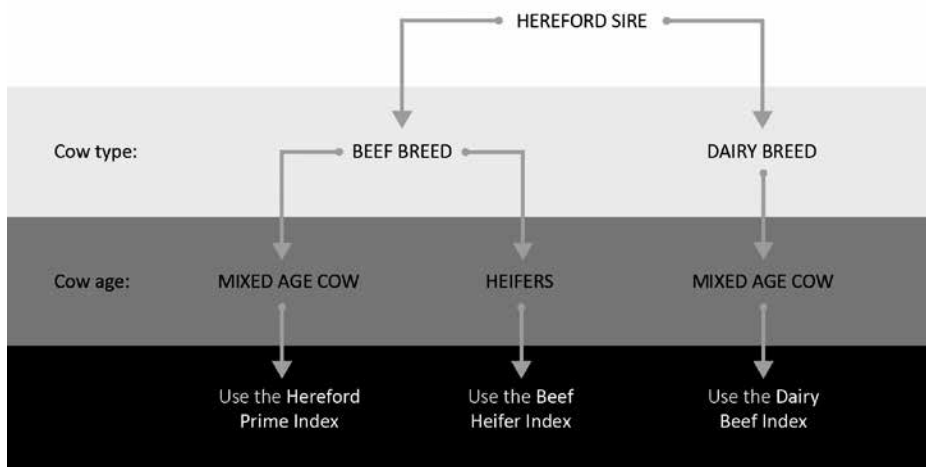 HEREFORD SIRE
Cow type:
BEEF BREED
DAIRY BREED
Cow age:
MIXED AGE COW
HEIFERS
MIXED AGE COW
Use the Hereford
Prime Index
Use the Beef
Heifer Index
Use the Dairy
Beef Index